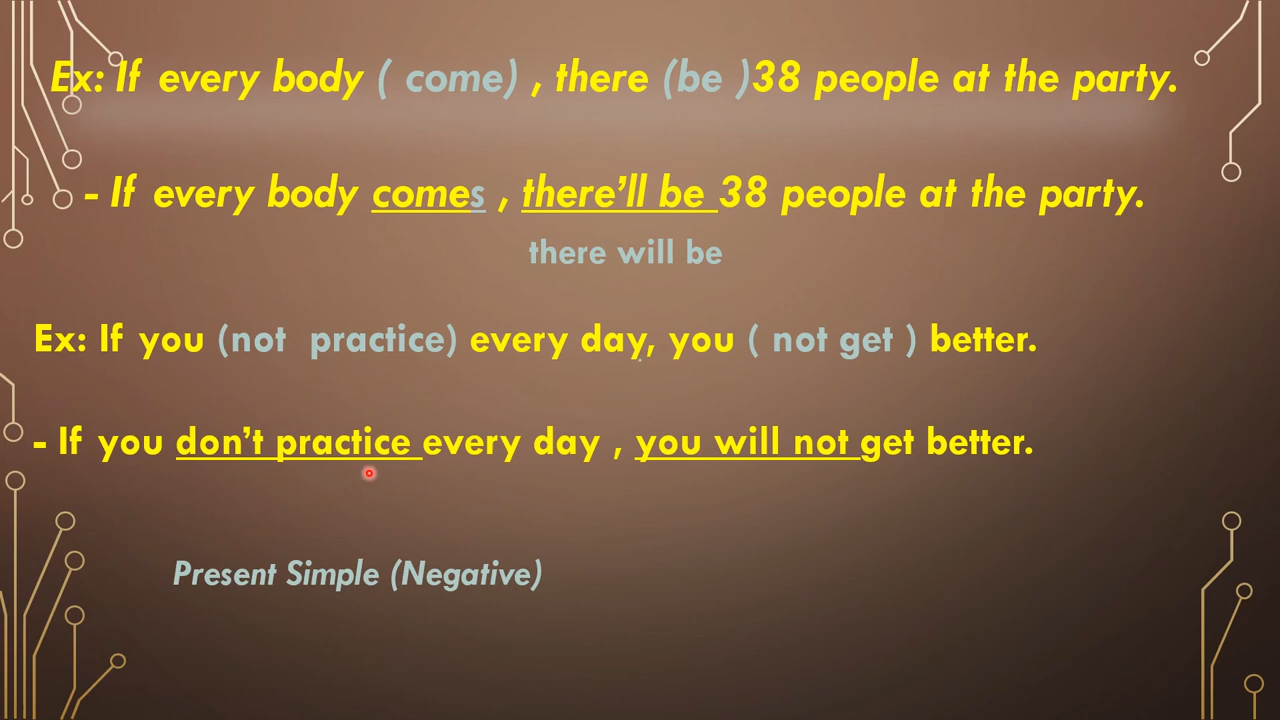 Ex: If every body ( come) , there (be )38 people at the party.
- If every body comes , there’ll be 38 people at the party.
there will be
Ex: If you (not practice) every day, you ( not get ) better.
- If you don’t practice every day , you will not get better.
Present Simple (Negative)